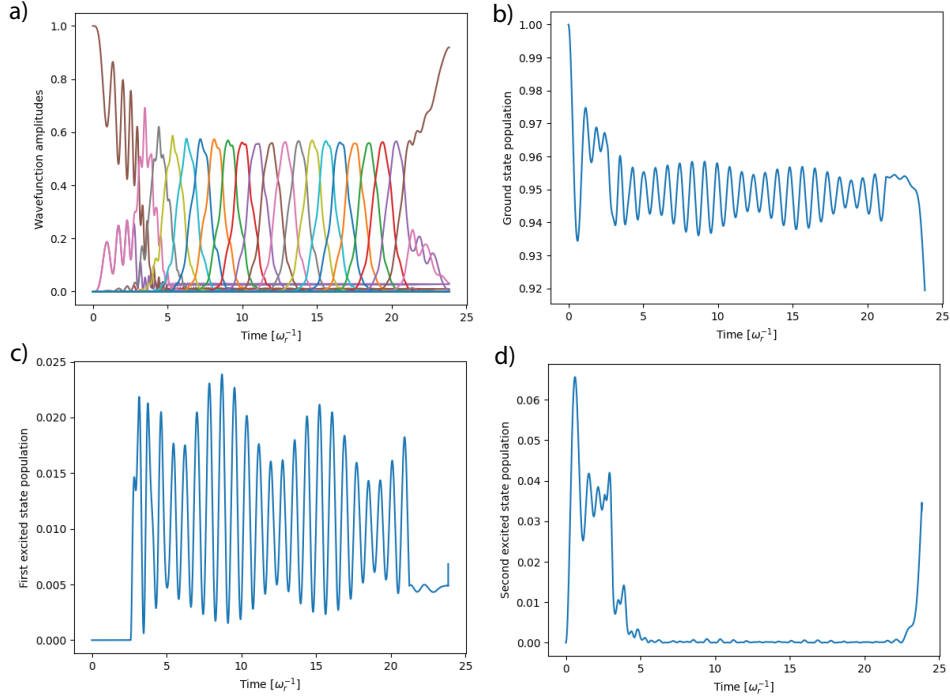 a)
1.0
0.8
0.6
0.4
0.2
0.0
Wavefunction amplitudes
0 5 10 15 20 25
Time [ω_r^{-1}]
b)
1.00
0.99
0.98
0.97
0.96
0.95
0.94
0.93
0.92
Ground state population
0 5 10 15 20 25
Time [ω_r^{-1}]
c)
0.025
0.020
0.015
0.010
0.005
0.000
First excited state population
0 5 10 15 20 25
Time [ω_r^{-1}]
d)
0.06
0.05
0.04
0.03
0.02
0.01
0.00
Second excited state population
0 5 10 15 20 25
Time [ω_r^{-1}]